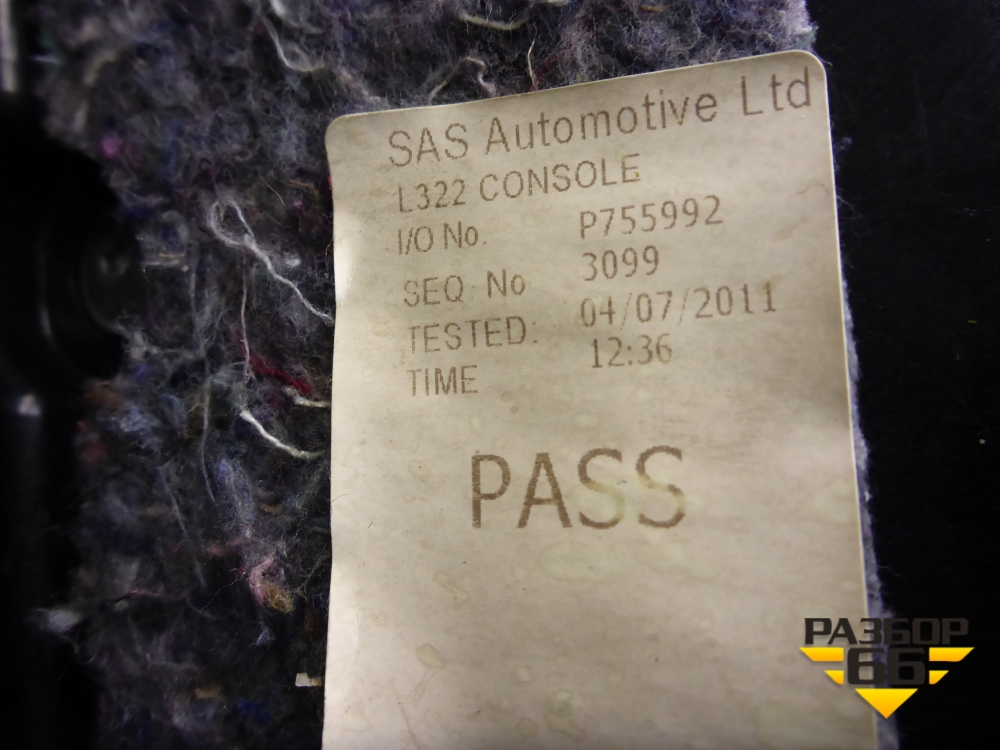 SAS Automotive Ltd
L322 CONSOLE
I/O No. P755992
SEQ No 3099
TESTED: 04/07/2011
TIME 12:36
PASS
РАЗБОР
66